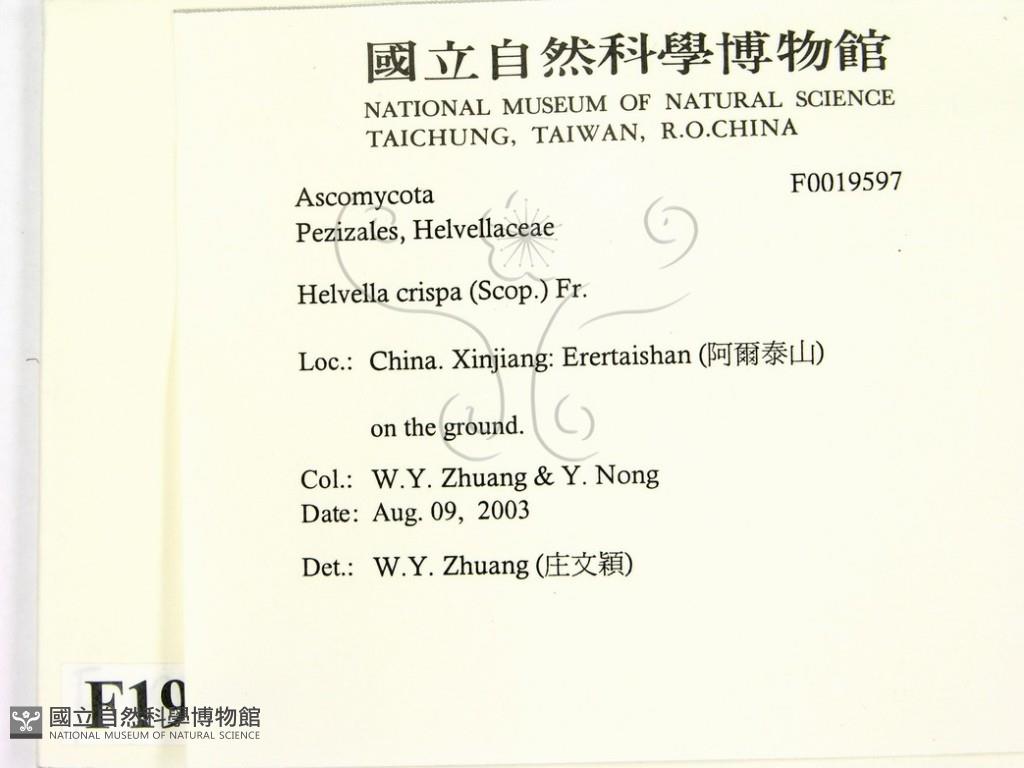 國立自然科學博物館
NATIONAL MUSEUM OF NATURAL SCIENCE
TAICHUNG, TAIWAN, R.O.CHINA
F0019597
Ascomycota
Pezizales, Helvellaceae
Helvella crispa (Scop.) Fr.
Loc.: China. Xinjiang: Erertaishan (阿爾泰山)
on the ground.
Col.: W.Y. Zhuang & Y. Nong
Date: Aug. 09, 2003
Det.: W.Y. Zhuang (庄文穎)
F19
國立自然科學博物館
NATIONAL MUSEUM OF NATURAL SCIENCE